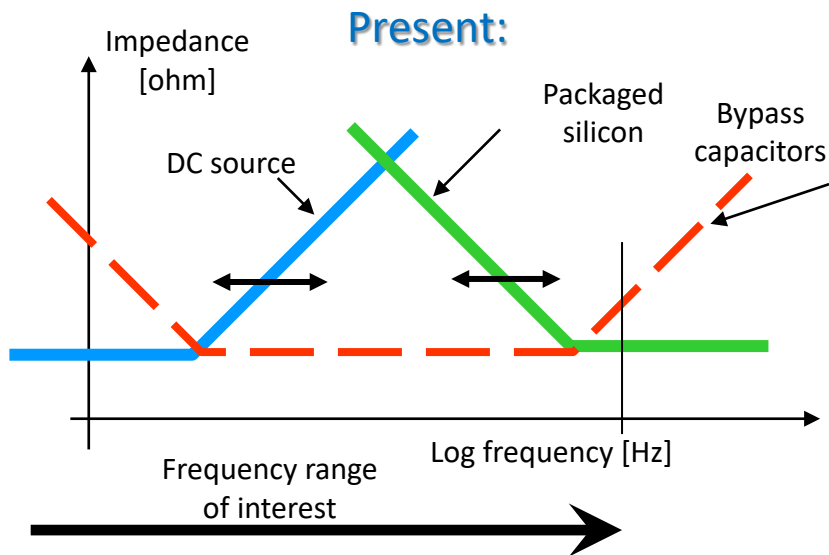 Present:
Impedance
[ohm]
Packaged
silicon
Bypass
capacitors
DC source
Log frequency [Hz]
Frequency range
of interest